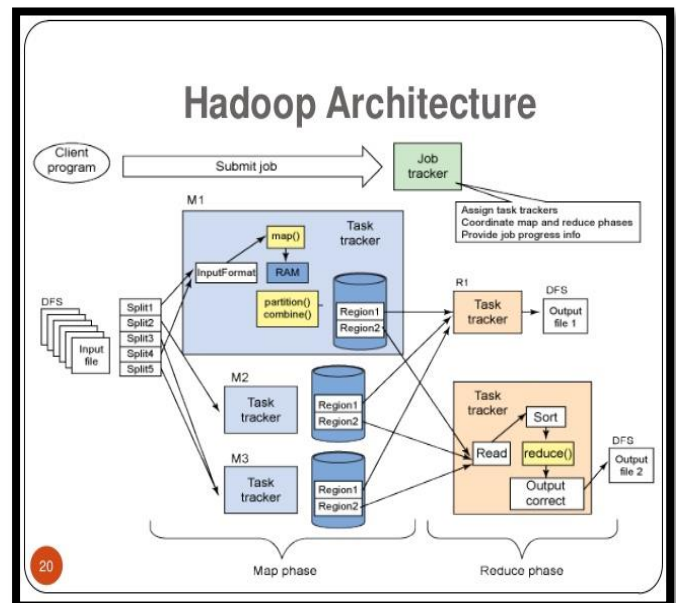 Hadoop Architecture
Client
program
Submit job
Job
tracker
Assign task trackers
Coordinate map and reduce phases
Provide job progress info
M1
Task
tracker
map()
InputFormat
RAM
partition()
combine()
Region1
Region2
DFS
Input
file
Split1
Split2
Split3
Split4
Split5
M2
Task
tracker
Region1
Region2
M3
Task
tracker
Region1
Region2
R1
Task
tracker
DFS
Output
file 1
Task
tracker
Sort
Read
reduce()
Output
correct
DFS
Output
file 2
Map phase
Reduce phase
20